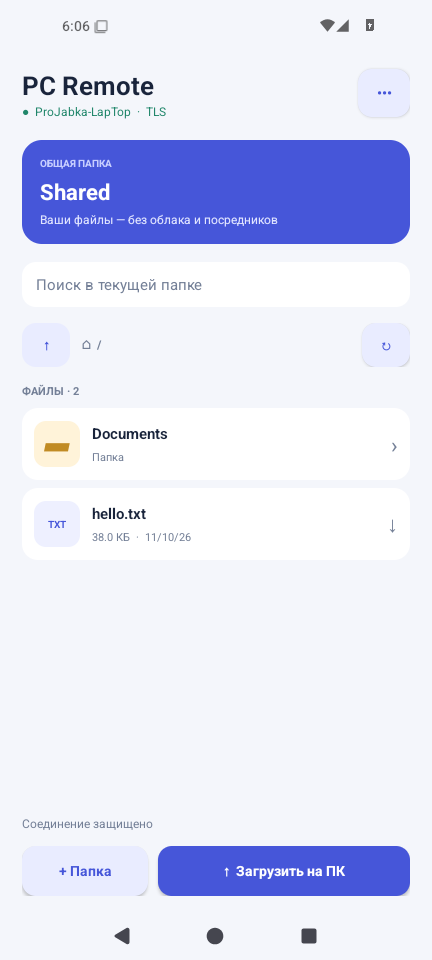 6:06
PC Remote
● ProJabka-LapTop · TLS
•••
ОБЩАЯ ПАПКА
Shared
Ваши файлы — без облака и посредников
Поиск в текущей папке
↑
⌂ /
↻
ФАЙЛЫ · 2
Documents
Папка
›
TXT
hello.txt
38.0 КБ · 11/10/26
↓
Соединение защищено
+ Папка
↑ Загрузить на ПК